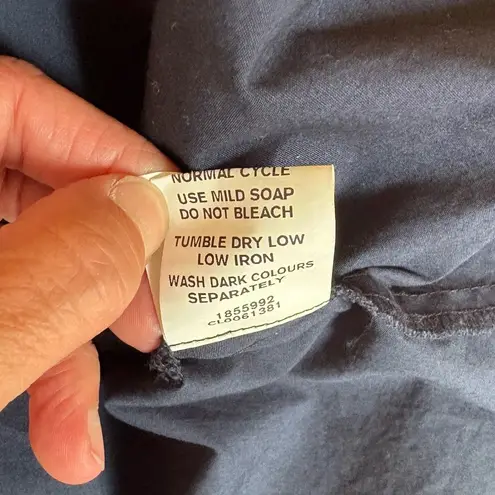 NORMAL CYCLE
USE MILD SOAP
DO NOT BLEACH
TUMBLE DRY LOW
LOW IRON
WASH DARK COLOURS
SEPARATELY
1855992
CL0061381